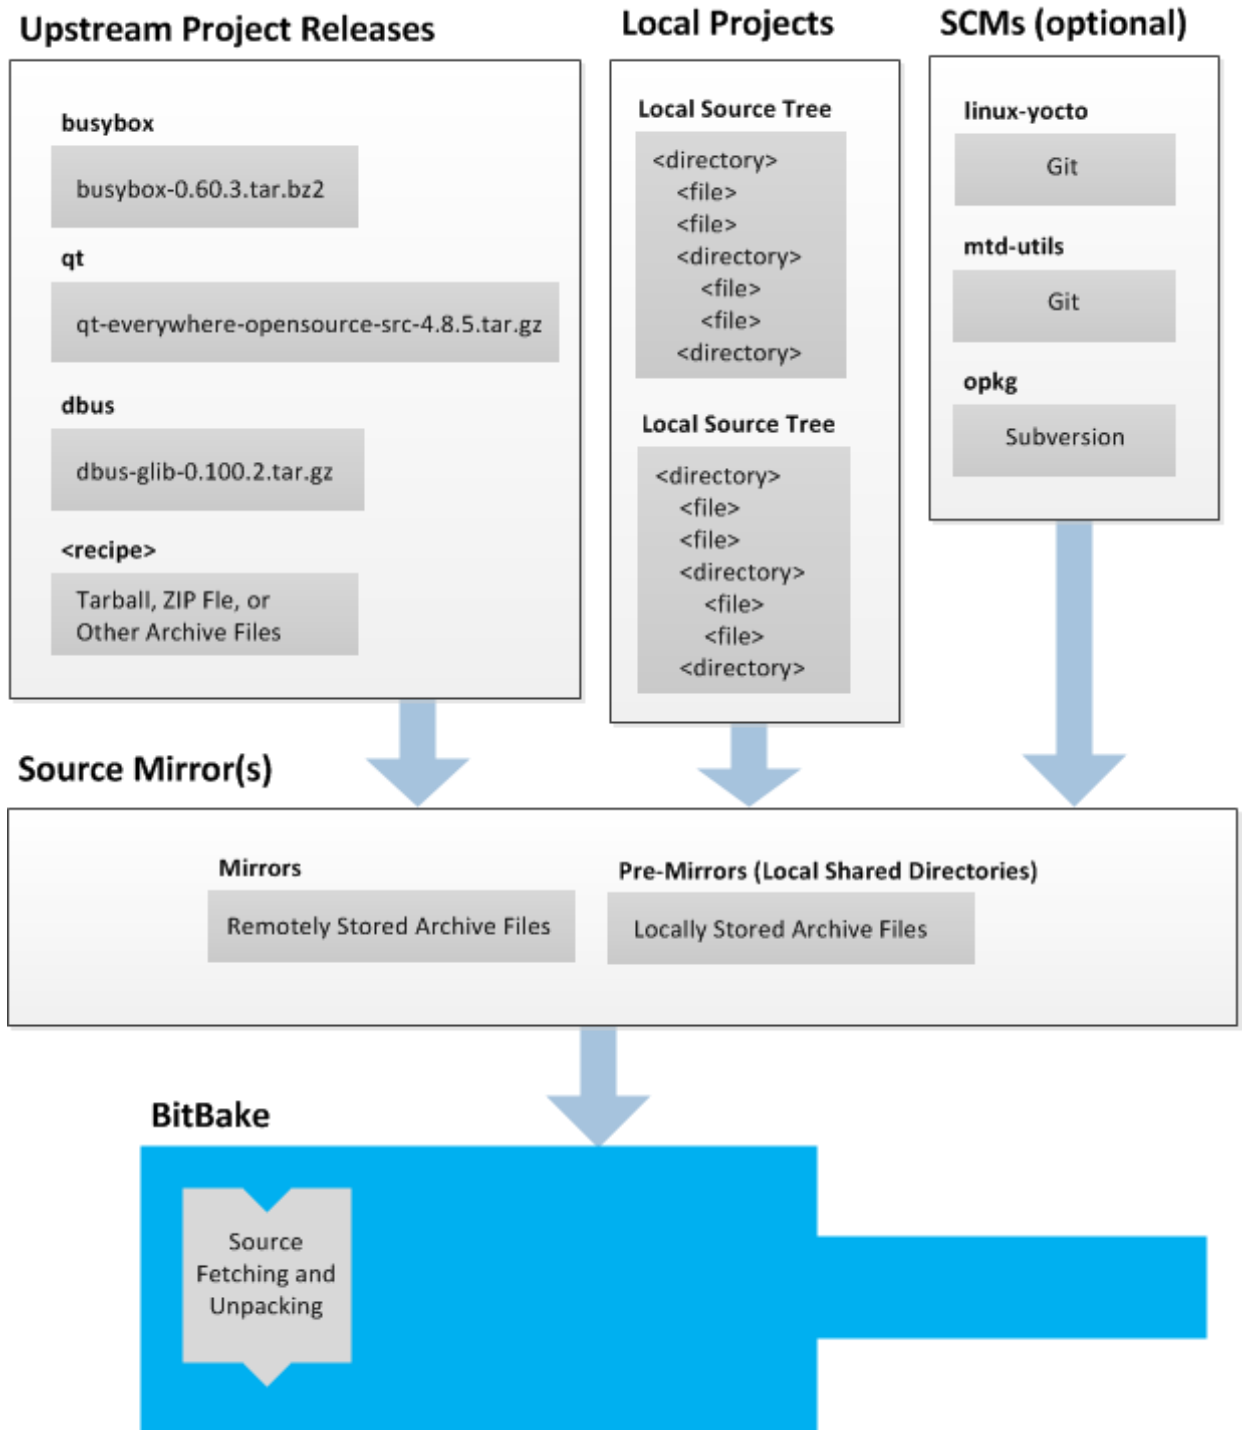 Upstream Project Releases
busybox
busybox-0.60.3.tar.bz2
qt
qt-everywhere-opensource-src-4.8.5.tar.gz
dbus
dbus-glib-0.100.2.tar.gz
<recipe>
Tarball, ZIP Fle, or
Other Archive Files
Local Projects
Local Source Tree
<directory>
<file>
<file>
<directory>
<file>
<file>
<directory>
Local Source Tree
<directory>
<file>
<file>
<directory>
<file>
<file>
<directory>
SCMs (optional)
linux-yocto
Git
mtd-utils
Git
opkg
Subversion
Source Mirror(s)
Mirrors
Remotely Stored Archive Files
Pre-Mirrors (Local Shared Directories)
Locally Stored Archive Files
BitBake
Source
Fetching and
Unpacking